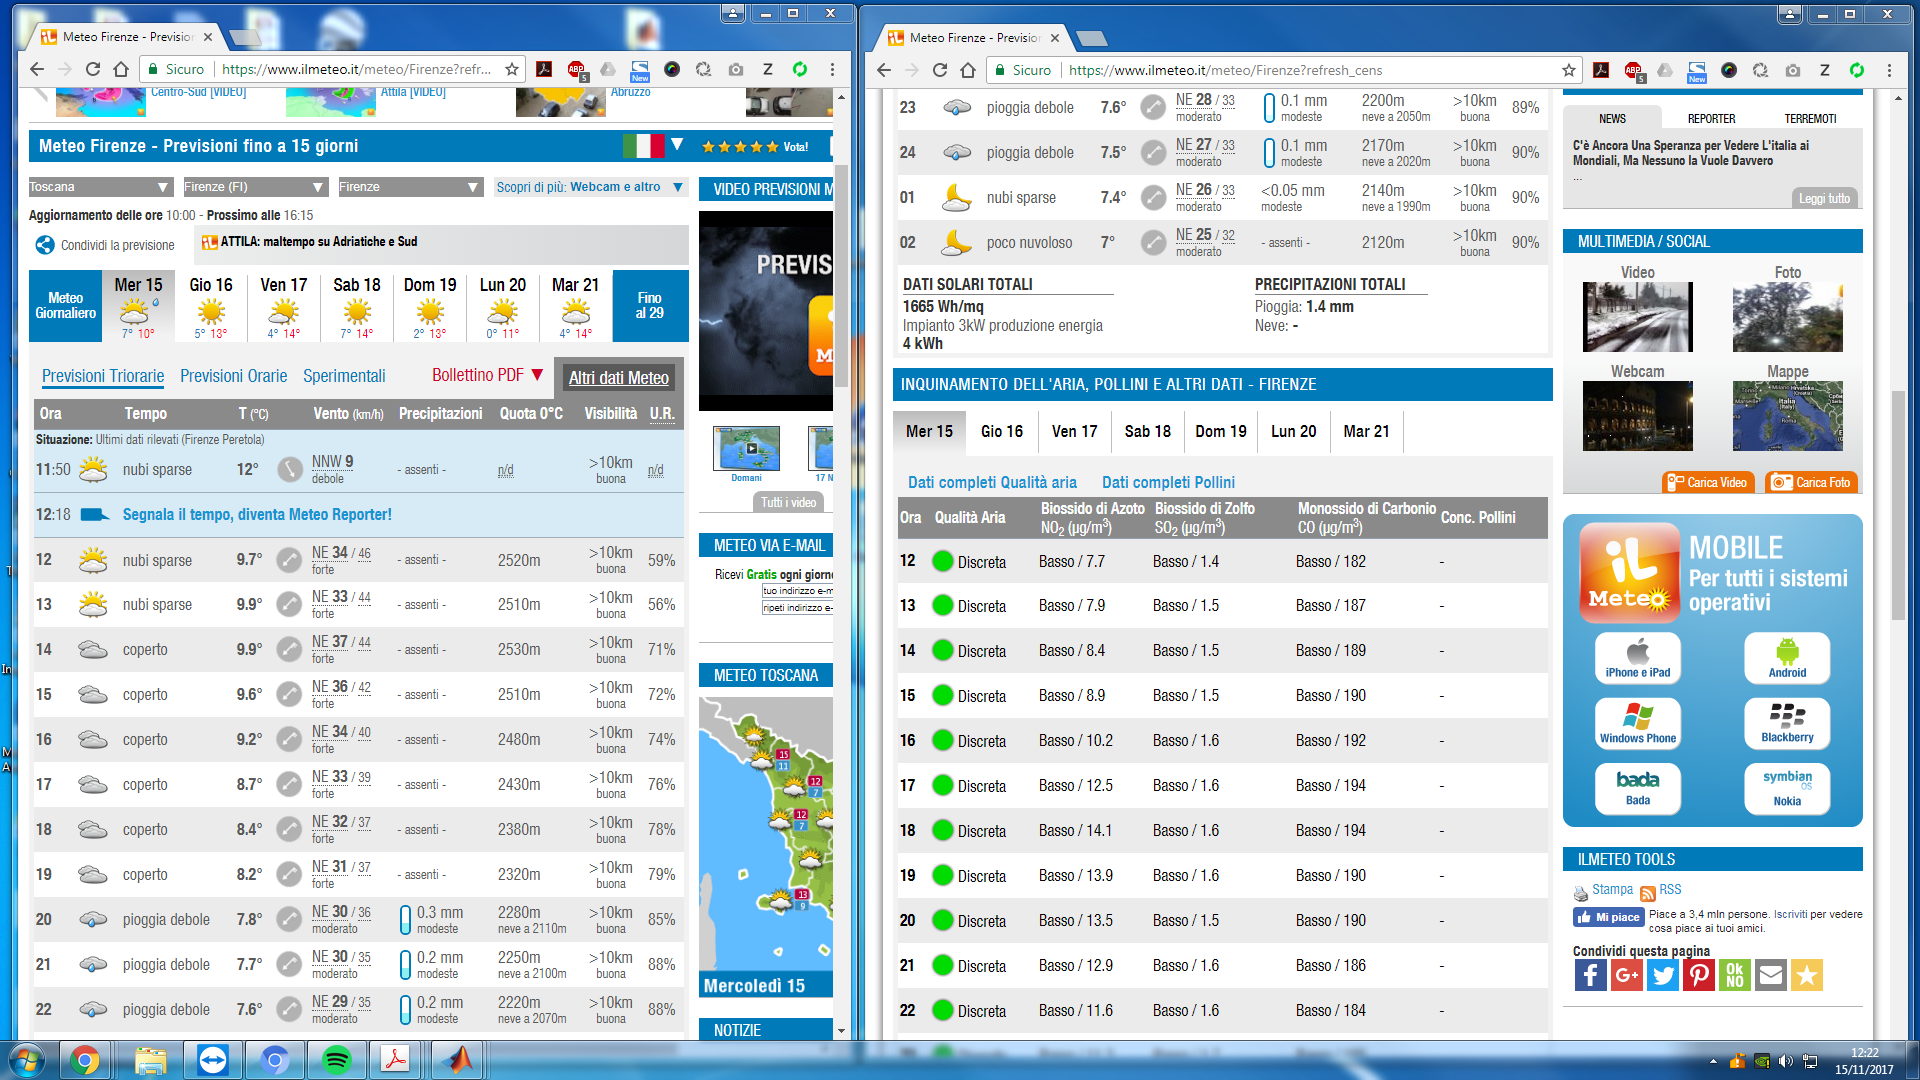 Meteo Firenze - Previsior
Sicuro
https://www.ilmeteo.it/meteo/Firenze?refr...
Centro-Sud [VIDEO]
Attila [VIDEO]
Abruzzo
Meteo Firenze - Previsioni fino a 15 giorni
Vota!
Toscana
Firenze (FI)
Firenze
Scopri di più: Webcam e altro
Aggiornamento delle ore 10:00 - Prossimo alle 16:15
Condividi la previsione
ATTILA: maltempo su Adriatiche e Sud
Meteo Giornaliero
Mer 15 7° 10°
Gio 16 5° 13°
Ven 17 4° 14°
Sab 18 7° 14°
Dom 19 2° 13°
Lun 20 0° 11°
Mar 21 4° 14°
Fino al 29
Previsioni Triorarie
Previsioni Orarie
Sperimentali
Bollettino PDF
Altri dati Meteo
Ora Tempo T (°C) Vento (km/h) Precipitazioni Quota 0°C Visibilità U.R.
Situazione: Ultimi dati rilevati (Firenze Peretola)
11:50 nubi sparse 12° NNW 9 debole - assenti - n/d >10km buona n/d
12:18 Segnala il tempo, diventa Meteo Reporter!
12 nubi sparse 9.7° NE 34 / 46 forte - assenti - 2520m >10km buona 59%
13 nubi sparse 9.9° NE 33 / 44 forte - assenti - 2510m >10km buona 56%
14 coperto 9.9° NE 37 / 44 forte - assenti - 2530m >10km buona 71%
15 coperto 9.6° NE 36 / 42 forte - assenti - 2510m >10km buona 72%
16 coperto 9.2° NE 34 / 40 forte - assenti - 2480m >10km buona 74%
17 coperto 8.7° NE 33 / 39 forte - assenti - 2430m >10km buona 76%
18 coperto 8.4° NE 32 / 37 forte - assenti - 2380m >10km buona 78%
19 coperto 8.2° NE 31 / 37 forte - assenti - 2320m >10km buona 79%
20 pioggia debole 7.8° NE 30 / 36 moderato 0.3 mm modeste 2280m neve a 2110m >10km buona 85%
21 pioggia debole 7.7° NE 30 / 35 moderato 0.2 mm modeste 2250m neve a 2100m >10km buona 88%
22 pioggia debole 7.6° NE 29 / 35 moderato 0.2 mm modeste 2220m neve a 2070m >10km buona 88%
VIDEO PREVISIONI M
PREVIS
Domani
17 N
Tutti i video
METEO VIA E-MAIL
Ricevi Gratis ogni giorno
tuo indirizzo e-m
ripeti indirizzo e-
METEO TOSCANA
15 11
12 7
12 7
13 9
Mercoledì 15
NOTIZIE
Meteo Firenze - Previsior
Sicuro
https://www.ilmeteo.it/meteo/Firenze?refresh_cens
23 pioggia debole 7.6° NE 28 / 33 moderato 0.1 mm modeste 2200m neve a 2050m >10km buona 89%
24 pioggia debole 7.5° NE 27 / 33 moderato 0.1 mm modeste 2170m neve a 2020m >10km buona 90%
01 nubi sparse 7.4° NE 26 / 33 moderato <0.05 mm modeste 2140m neve a 1990m >10km buona 90%
02 poco nuvoloso 7° NE 25 / 32 moderato - assenti - 2120m >10km buona 90%
DATI SOLARI TOTALI
1665 Wh/mq
Impianto 3kW produzione energia
4 kWh
PRECIPITAZIONI TOTALI
Pioggia: 1.4 mm
Neve: -
INQUINAMENTO DELL'ARIA, POLLINI E ALTRI DATI - FIRENZE
Mer 15 Gio 16 Ven 17 Sab 18 Dom 19 Lun 20 Mar 21
Dati completi Qualità aria
Dati completi Pollini
Ora Qualità Aria Biossido di Azoto NO2 (µg/m3) Biossido di Zolfo SO2 (µg/m3) Monossido di Carbonio CO (µg/m3) Conc. Pollini
12 Discreta Basso / 7.7 Basso / 1.4 Basso / 182 -
13 Discreta Basso / 7.9 Basso / 1.5 Basso / 187 -
14 Discreta Basso / 8.4 Basso / 1.5 Basso / 189 -
15 Discreta Basso / 8.9 Basso / 1.5 Basso / 190 -
16 Discreta Basso / 10.2 Basso / 1.6 Basso / 192 -
17 Discreta Basso / 12.5 Basso / 1.6 Basso / 194 -
18 Discreta Basso / 14.1 Basso / 1.6 Basso / 194 -
19 Discreta Basso / 13.9 Basso / 1.6 Basso / 190 -
20 Discreta Basso / 13.5 Basso / 1.5 Basso / 190 -
21 Discreta Basso / 12.9 Basso / 1.6 Basso / 186 -
22 Discreta Basso / 11.6 Basso / 1.6 Basso / 184 -
NEWS REPORTER TERREMOTI
C'è Ancora Una Speranza per Vedere L'italia ai
Mondiali, Ma Nessuno la Vuole Davvero
...
Leggi tutto
MULTIMEDIA / SOCIAL
Video
Foto
Webcam
Mappe
Carica Video
Carica Foto
iL Meteo
MOBILE
Per tutti i sistemi
operativi
iPhone e iPad
Android
Windows Phone
Blackberry
bada
Bada
symbian OS
Nokia
ILMETEO TOOLS
Stampa RSS
Mi piace
Piace a 3,4 mln persone. Iscriviti per vedere
cosa piace ai tuoi amici.
Condividi questa pagina
OkNO
12:22
15/11/2017